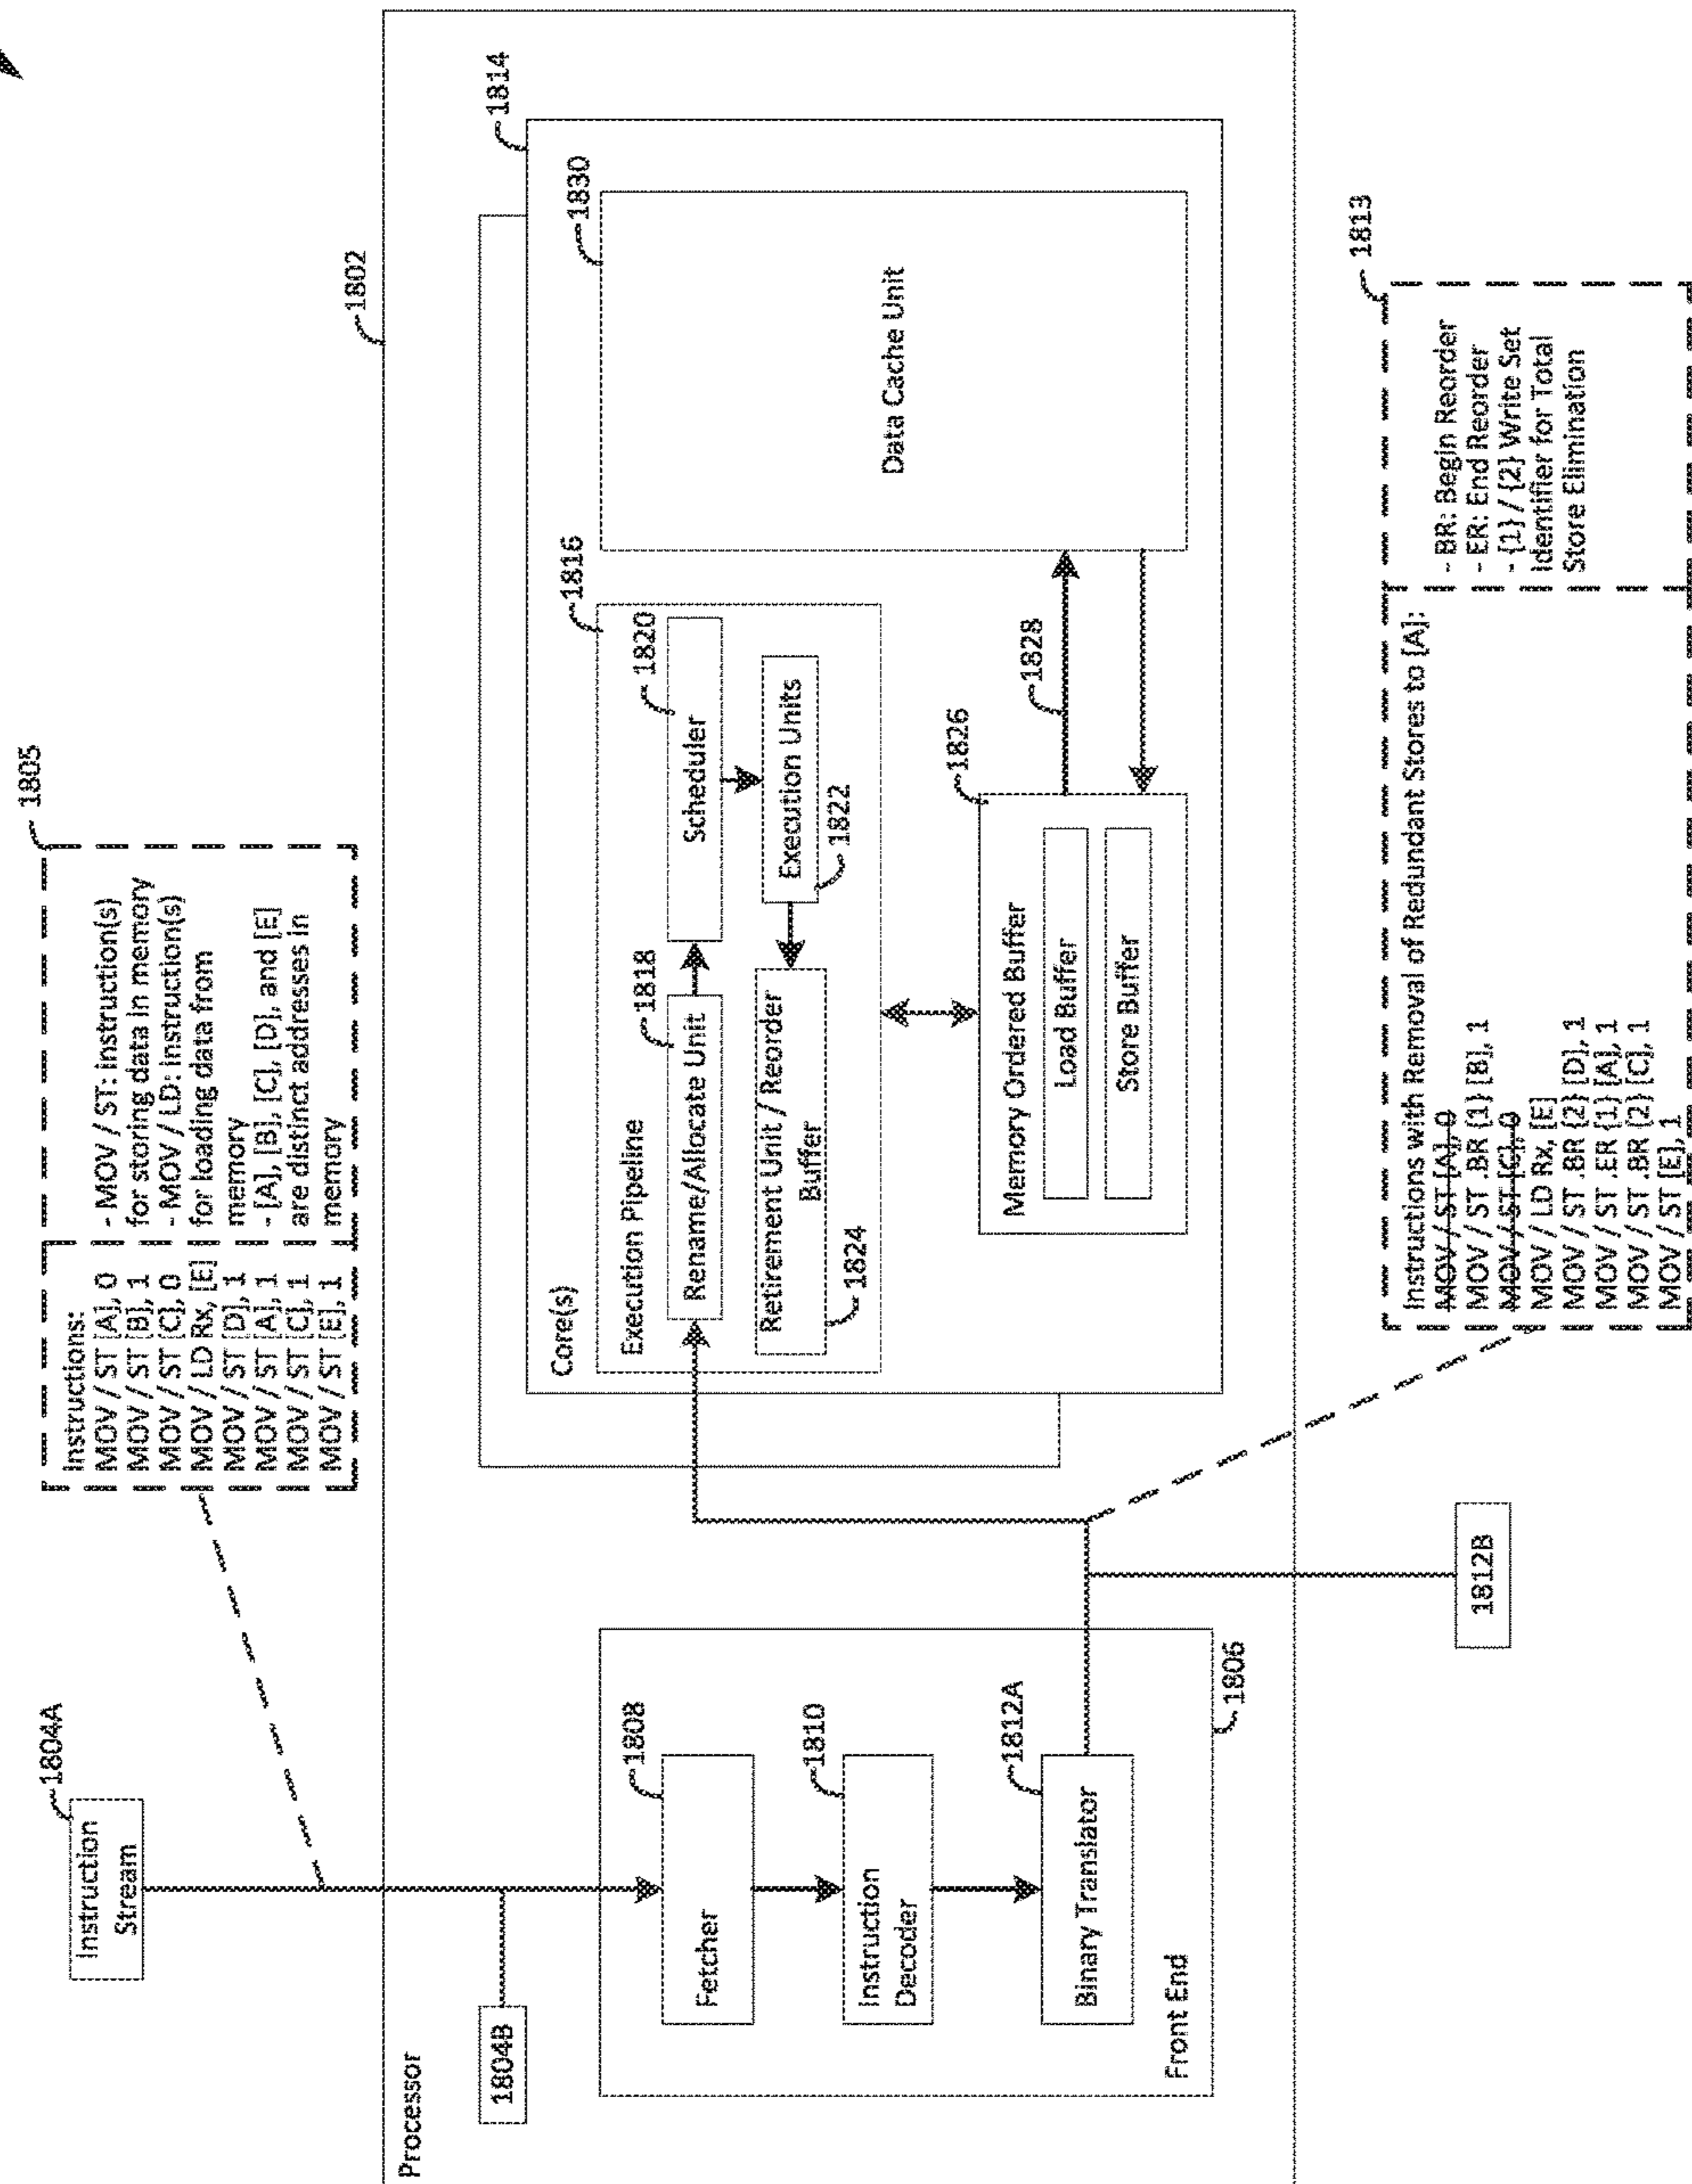 1805
Instructions:
MOV / ST [A], 0
MOV / ST [B], 1
MOV / ST [C], 0
MOV / LD Rx, [E]
MOV / ST [D], 1
MOV / ST [A], 1
MOV / ST [C], 1
MOV / ST [E], 1
- MOV / ST: instruction(s)
for storing data in memory
- MOV / LD: instruction(s)
for loading data from
memory
- [A], [B], [C], [D], and [E]
are distinct addresses in
memory
Instruction
Stream
1804A
1802
Processor
1804B
Fetcher
1808
Instruction
Decoder
1810
Binary Translator
1812A
Front End
1806
1814
Core(s)
1816
Execution Pipeline
Rename/Allocate Unit
1818
Scheduler
1820
Retirement Unit / Reorder
Buffer
1824
Execution Units
1822
1830
Data Cache Unit
1826
Memory Ordered Buffer
Load Buffer
Store Buffer
1828
1812B
1813
Instructions with Removal of Redundant Stores to [A]:
MOV / ST [A], 0
MOV / ST.BR {1} [B], 1
MOV / ST [C], 0
MOV / LD Rx, [E]
MOV / ST.BR {2} [D], 1
MOV / ST.ER {1} [A], 1
MOV / ST.BR {2} [C], 1
MOV / ST [E], 1
- BR: Begin Reorder
- ER: End Reorder
- {1} / {2} Write Set
Identifier for Total
Store Elimination